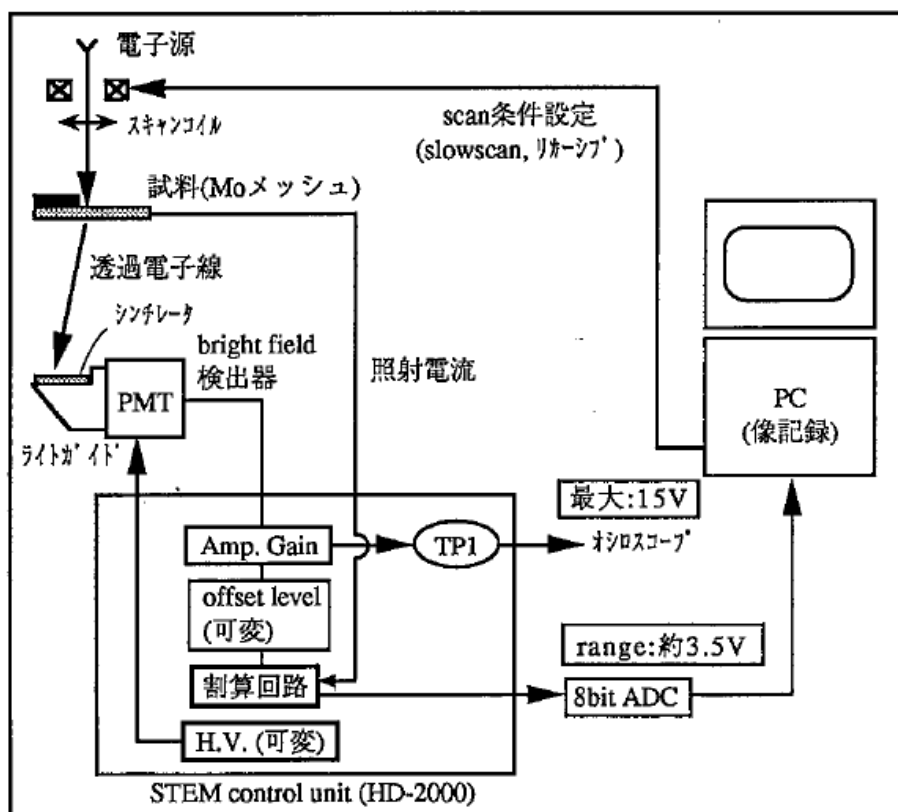 電子源
スキャンコイル
scan条件設定
(slowscan, リカーシブ)
試料(Moメッシュ)
透過電子線
シンチレータ
bright field
検出器
照射電流
PMT
ライトガイド
PC
(像記録)
最大:15V
Amp. Gain
TP1
オシロスコープ
offset level
(可変)
range:約3.5V
割算回路
8bit ADC
H.V. (可変)
STEM control unit (HD-2000)